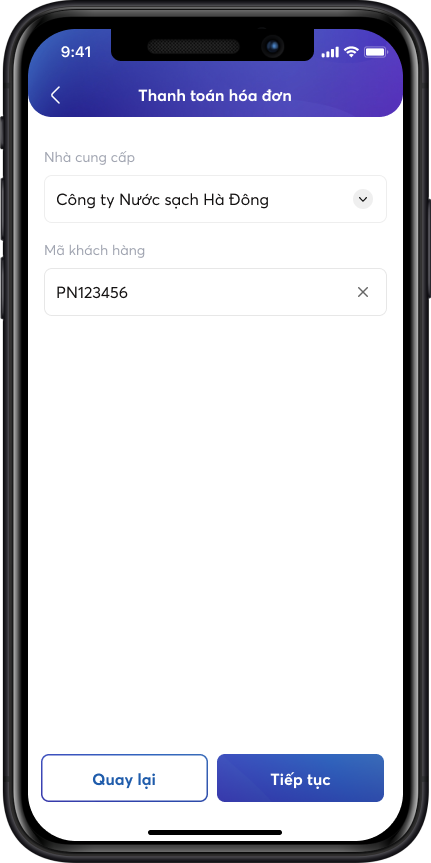 9:41
Thanh toán hóa đơn
Nhà cung cấp
Công ty Nước sạch Hà Đông
Mã khách hàng
PN123456
Quay lại
Tiếp tục